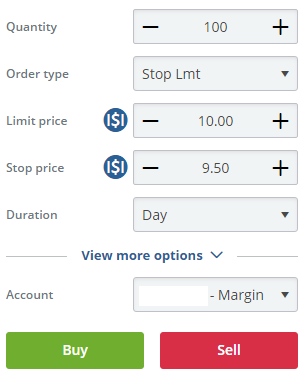 Quantity − 100 +
Order type Stop Lmt
Limit price I$I − 10.00 +
Stop price I$I − 9.50 +
Duration Day
View more options
Account - Margin
Buy Sell